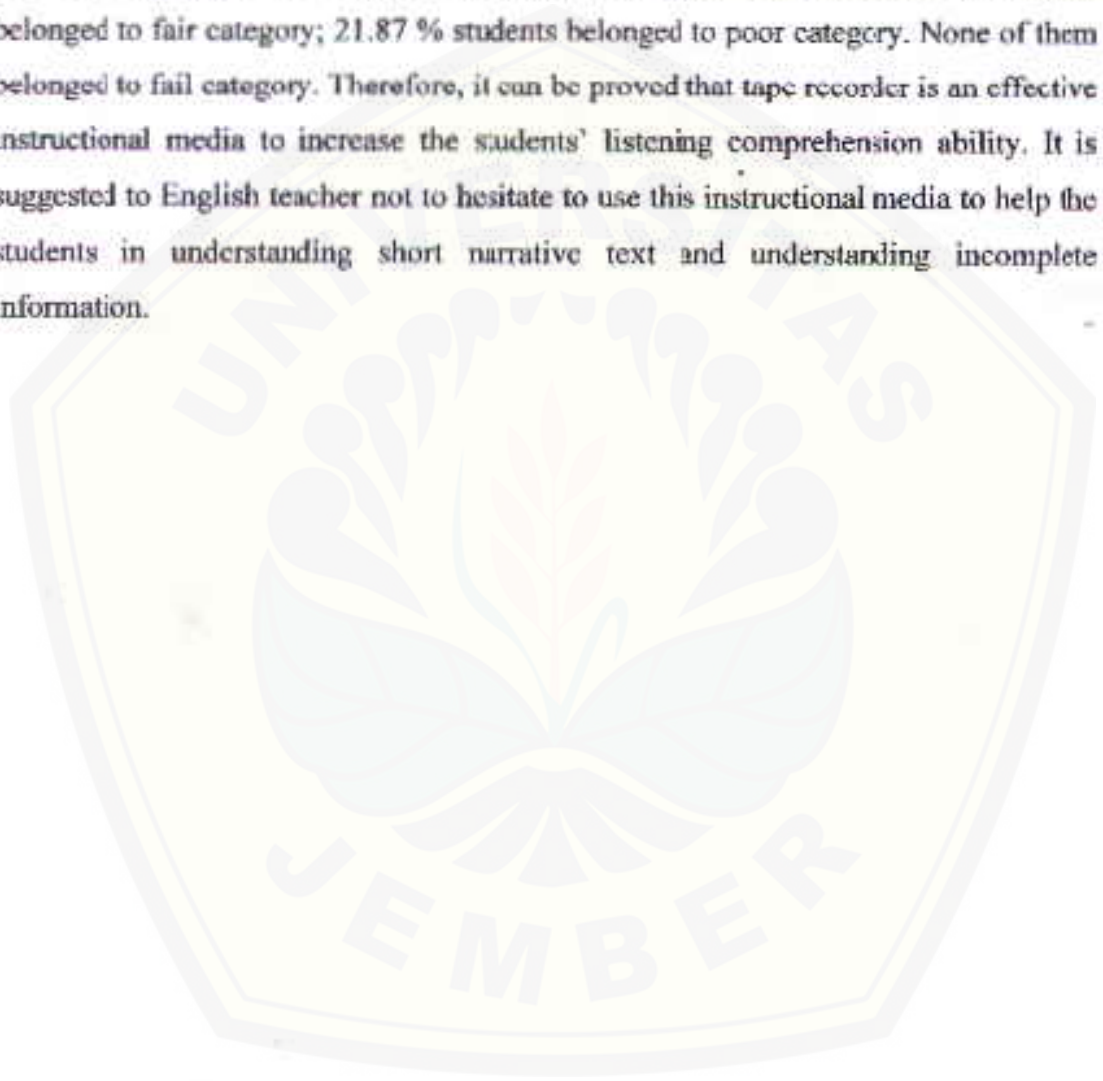 belonged to fair category; 21.87 % students belonged to poor category. None of them
belonged to fail category. Therefore, it can be proved that tape recorder is an effective
instructional media to increase the students' listening comprehension ability. It is
suggested to English teacher not to hesitate to use this instructional media to help the
students in understanding short narrative text and understanding incomplete
information.
UNIVERSITAS
JEMBER